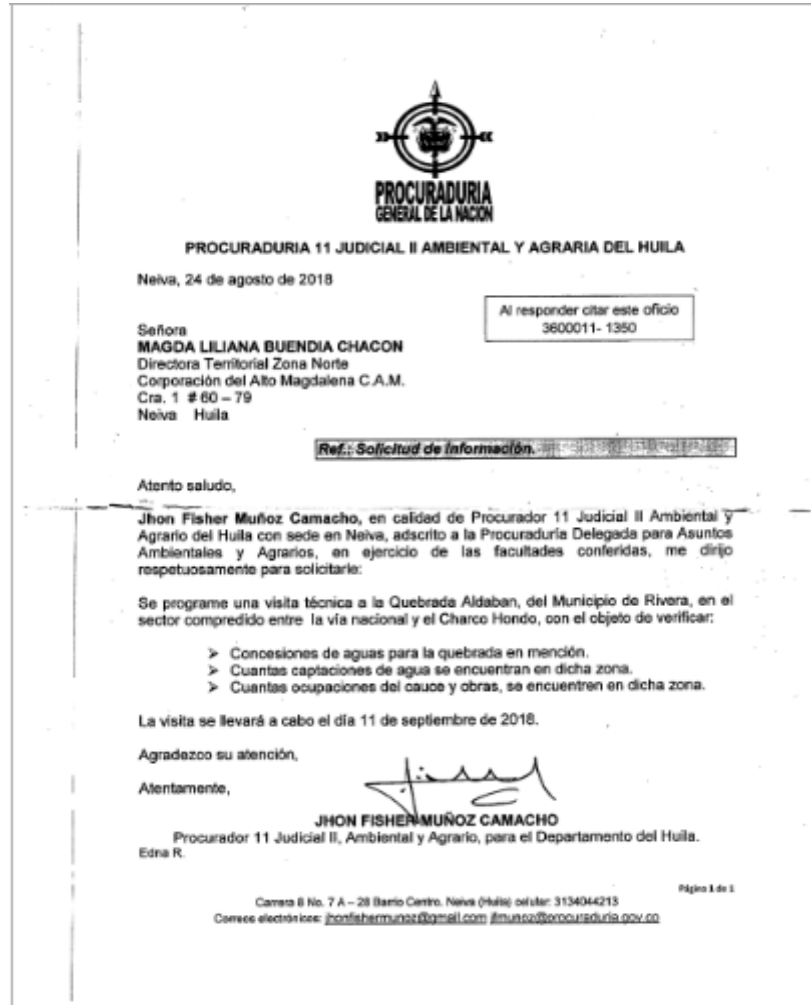 PROCURADURIA
GENERAL DE LA NACION
PROCURADURIA 11 JUDICIAL II AMBIENTAL Y AGRARIA DEL HUILA
Neiva, 24 de agosto de 2018
Al responder citar este oficio
3600011- 1350
Señora
MAGDA LILIANA BUENDIA CHACON
Directora Territorial Zona Norte
Corporación del Alto Magdalena C.A.M.
Cra. 1 # 60 – 79
Neiva Huila
Ref.: Solicitud de Información.
Atento saludo,
Jhon Fisher Muñoz Camacho, en calidad de Procurador 11 Judicial II Ambiental y
Agrario del Huila con sede en Neiva, adscrito a la Procuraduría Delegada para Asuntos
Ambientales y Agrarios, en ejercicio de las facultades conferidas, me dirijo
respetuosamente para solicitarle:
Se programe una visita técnica a la Quebrada Aldaban, del Municipio de Rivera, en el
sector compredido entre la vía nacional y el Charco Hondo, con el objeto de verificar:
➢ Concesiones de aguas para la quebrada en mención.
➢ Cuantas captaciones de agua se encuentran en dicha zona.
➢ Cuantas ocupaciones del cauce y obras, se encuentren en dicha zona.
La visita se llevará a cabo el día 11 de septiembre de 2018.
Agradezco su atención,
Atentamente,
JHON FISHER MUÑOZ CAMACHO
Procurador 11 Judicial II, Ambiental y Agrario, para el Departamento del Huila.
Edna R.
Página 1 de 1
Carrera 8 No. 7 A – 28 Barrio Centro. Neiva (Huila) celular: 3134044213
Correos electrónicos: jhonfishermunoz@gmail.com jfmunoz@procuraduria.gov.co